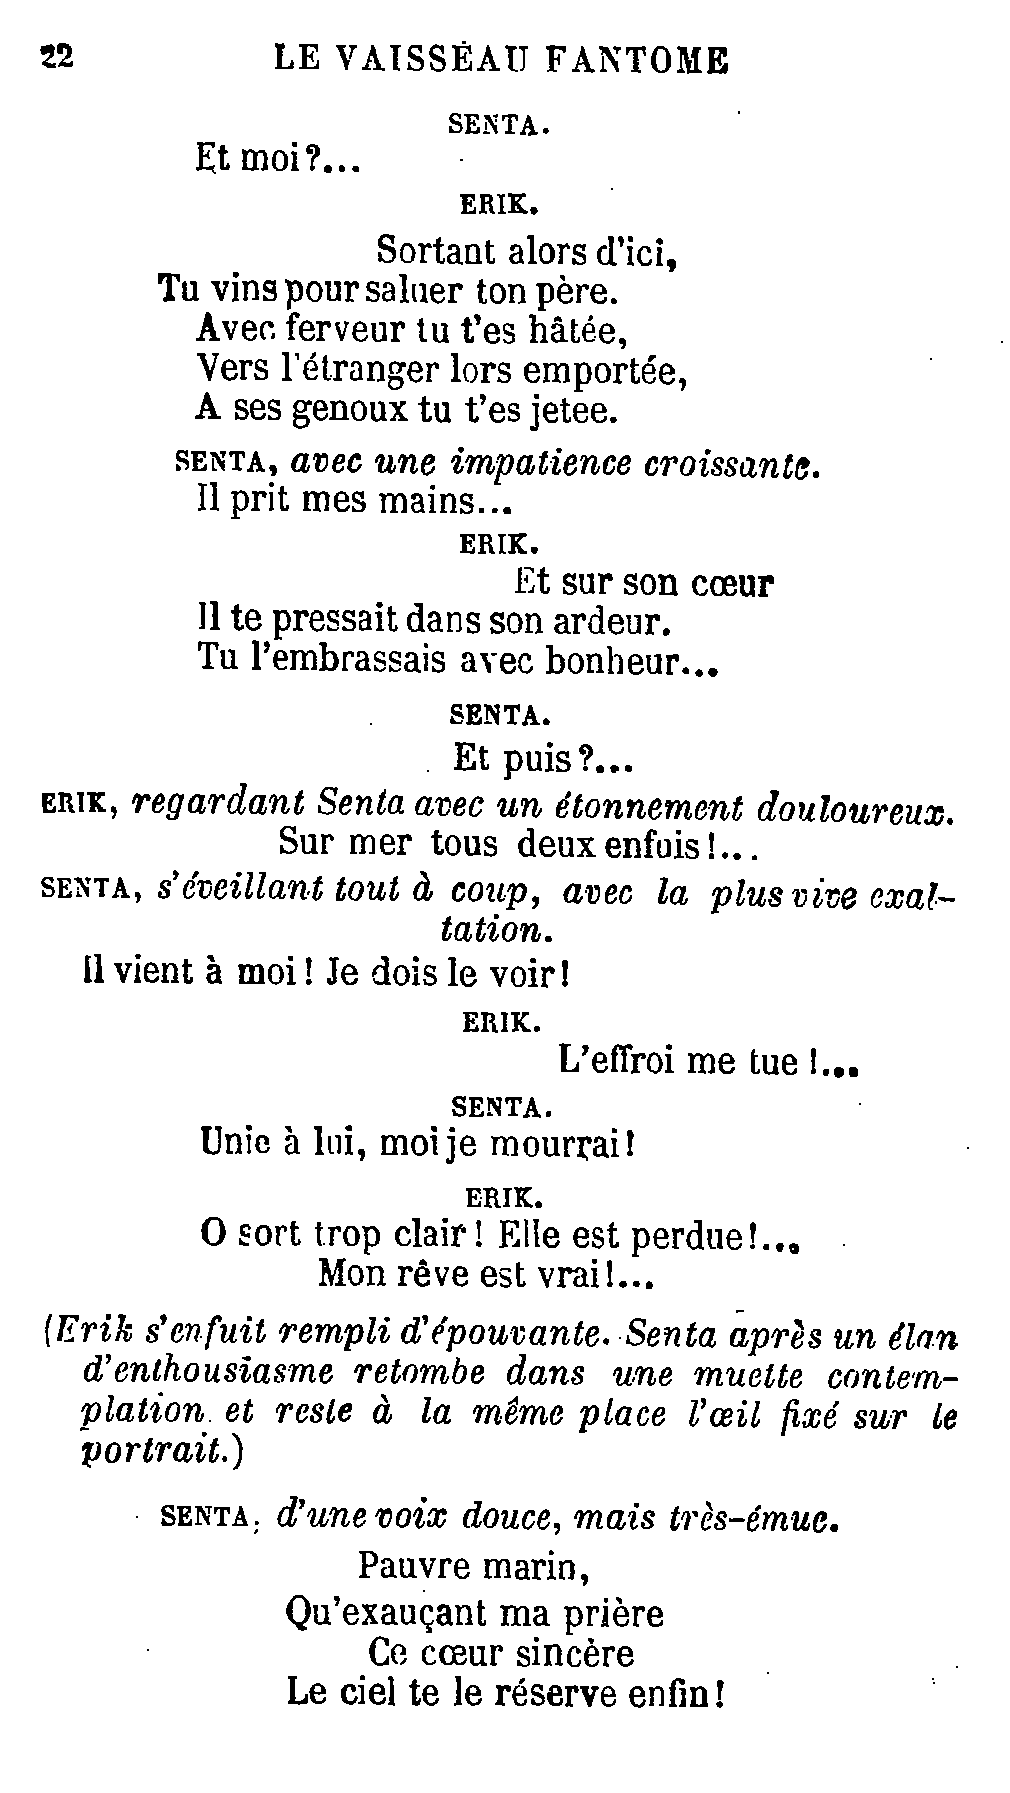 22 LE VAISSEAU FANTOME
SENTA.
Et moi?...
ERIK.
Sortant alors d'ici,
Tu vins pour saluer ton père.
Avec ferveur tu t'es hâtée,
Vers l'étranger lors emportée,
A ses genoux tu t'es jetee.
SENTA, avec une impatience croissante.
Il prit mes mains...
ERIK.
Et sur son cœur
Il te pressait dans son ardeur.
Tu l'embrassais avec bonheur...
SENTA.
Et puis?...
ERIK, regardant Senta avec un étonnement douloureux.
Sur mer tous deux enfuis!...
SENTA, s'éveillant tout à coup, avec la plus vive exal-
tation.
Il vient à moi! Je dois le voir!
ERIK.
L'effroi me tue!...
SENTA.
Unie à lui, moi je mourrai!
ERIK.
O sort trop clair! Elle est perdue!...
Mon rêve est vrai!...
(Erik s'enfuit rempli d'épouvante. Senta après un élan
d'enthousiasme retombe dans une muette contem-
plation et reste à la même place l'œil fixé sur le
portrait.)
SENTA, d'une voix douce, mais très-émue.
Pauvre marin,
Qu'exauçant ma prière
Ce cœur sincère
Le ciel te le réserve enfin!